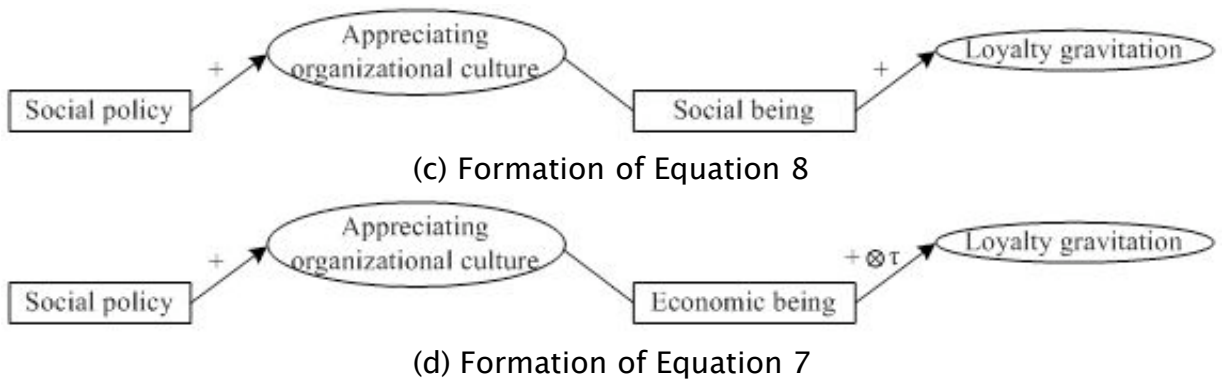 Appreciating
organizational culture
Loyalty gravitation
+
+
Social policy
Social being
(c) Formation of Equation 8
Appreciating
organizational culture
Loyalty gravitation
+
+ ⊗ τ
Social policy
Economic being
(d) Formation of Equation 7